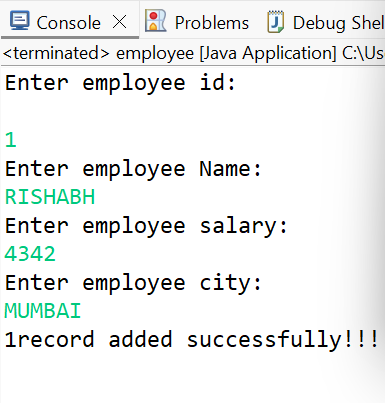 Console Problems Debug Shel
<terminated> employee [Java Application] C:\Us
Enter employee id:
1
Enter employee Name:
RISHABH
Enter employee salary:
4342
Enter employee city:
MUMBAI
1record added successfully!!!